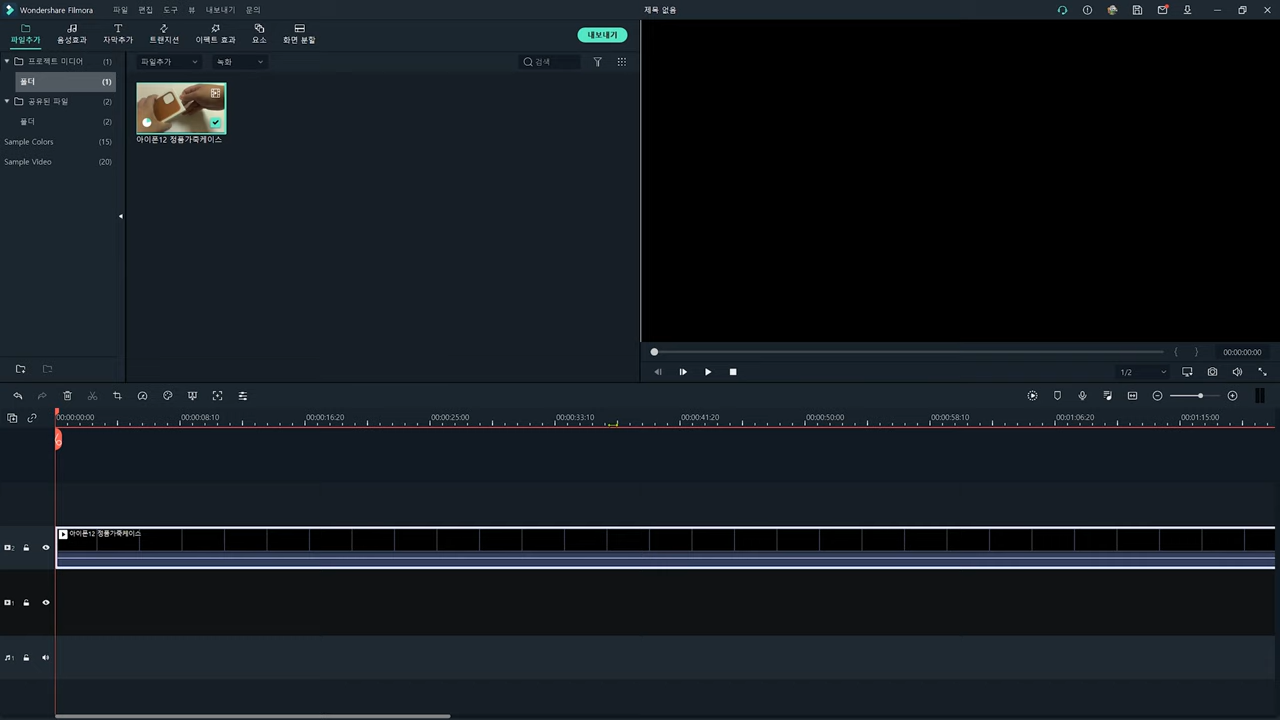 Wondershare Filmora 파일 편집 도구 뷰 내보내기 문의 제목 없음
파일추가 음성효과 자막추가 트랜지션 이펙트 효과 요소 화면 분할 내보내기
프로젝트 미디어 (1) 파일추가 녹화 검색
폴더 (1)
공유된 파일 (2)
폴더 (2)
Sample Colors (15)
Sample Video (20)
아이폰12 정품가죽케이스
00:00:00:00
1/2
00:00:00:00 00:00:08:10 00:00:16:20 00:00:25:00 00:00:33:10 00:00:41:20 00:00:50:00 00:00:58:10 00:01:06:20 00:01:15:00
아이폰12 정품가죽케이스
2
1
1